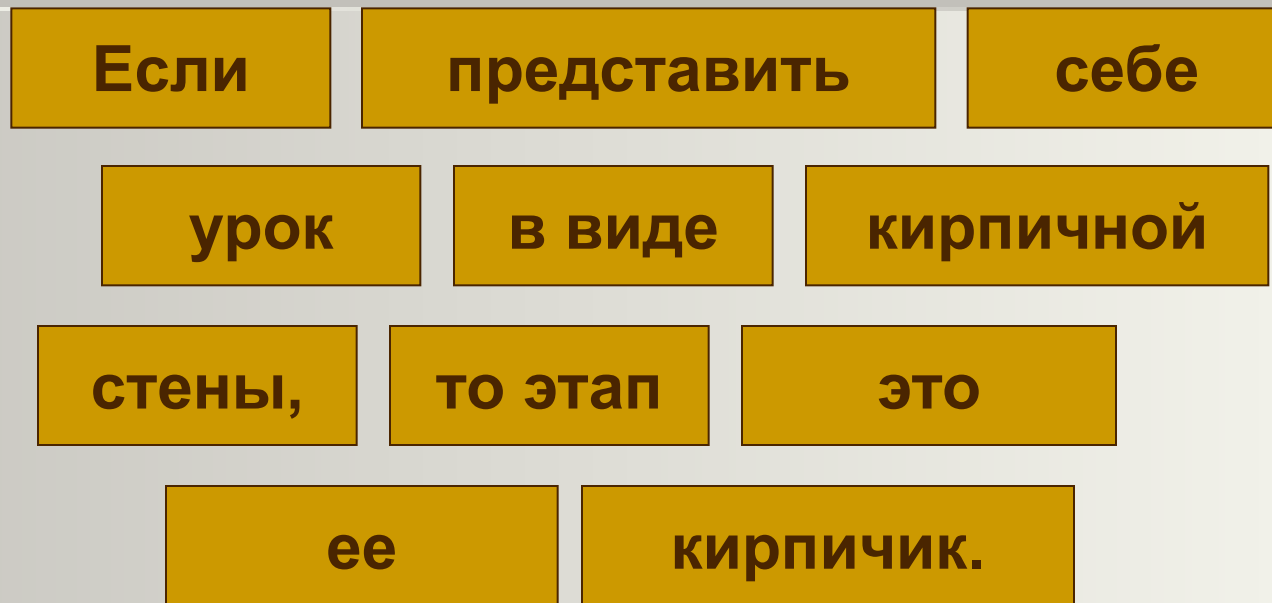 Если представить себе
урок в виде кирпичной
стены, то этап это
ее кирпичик.